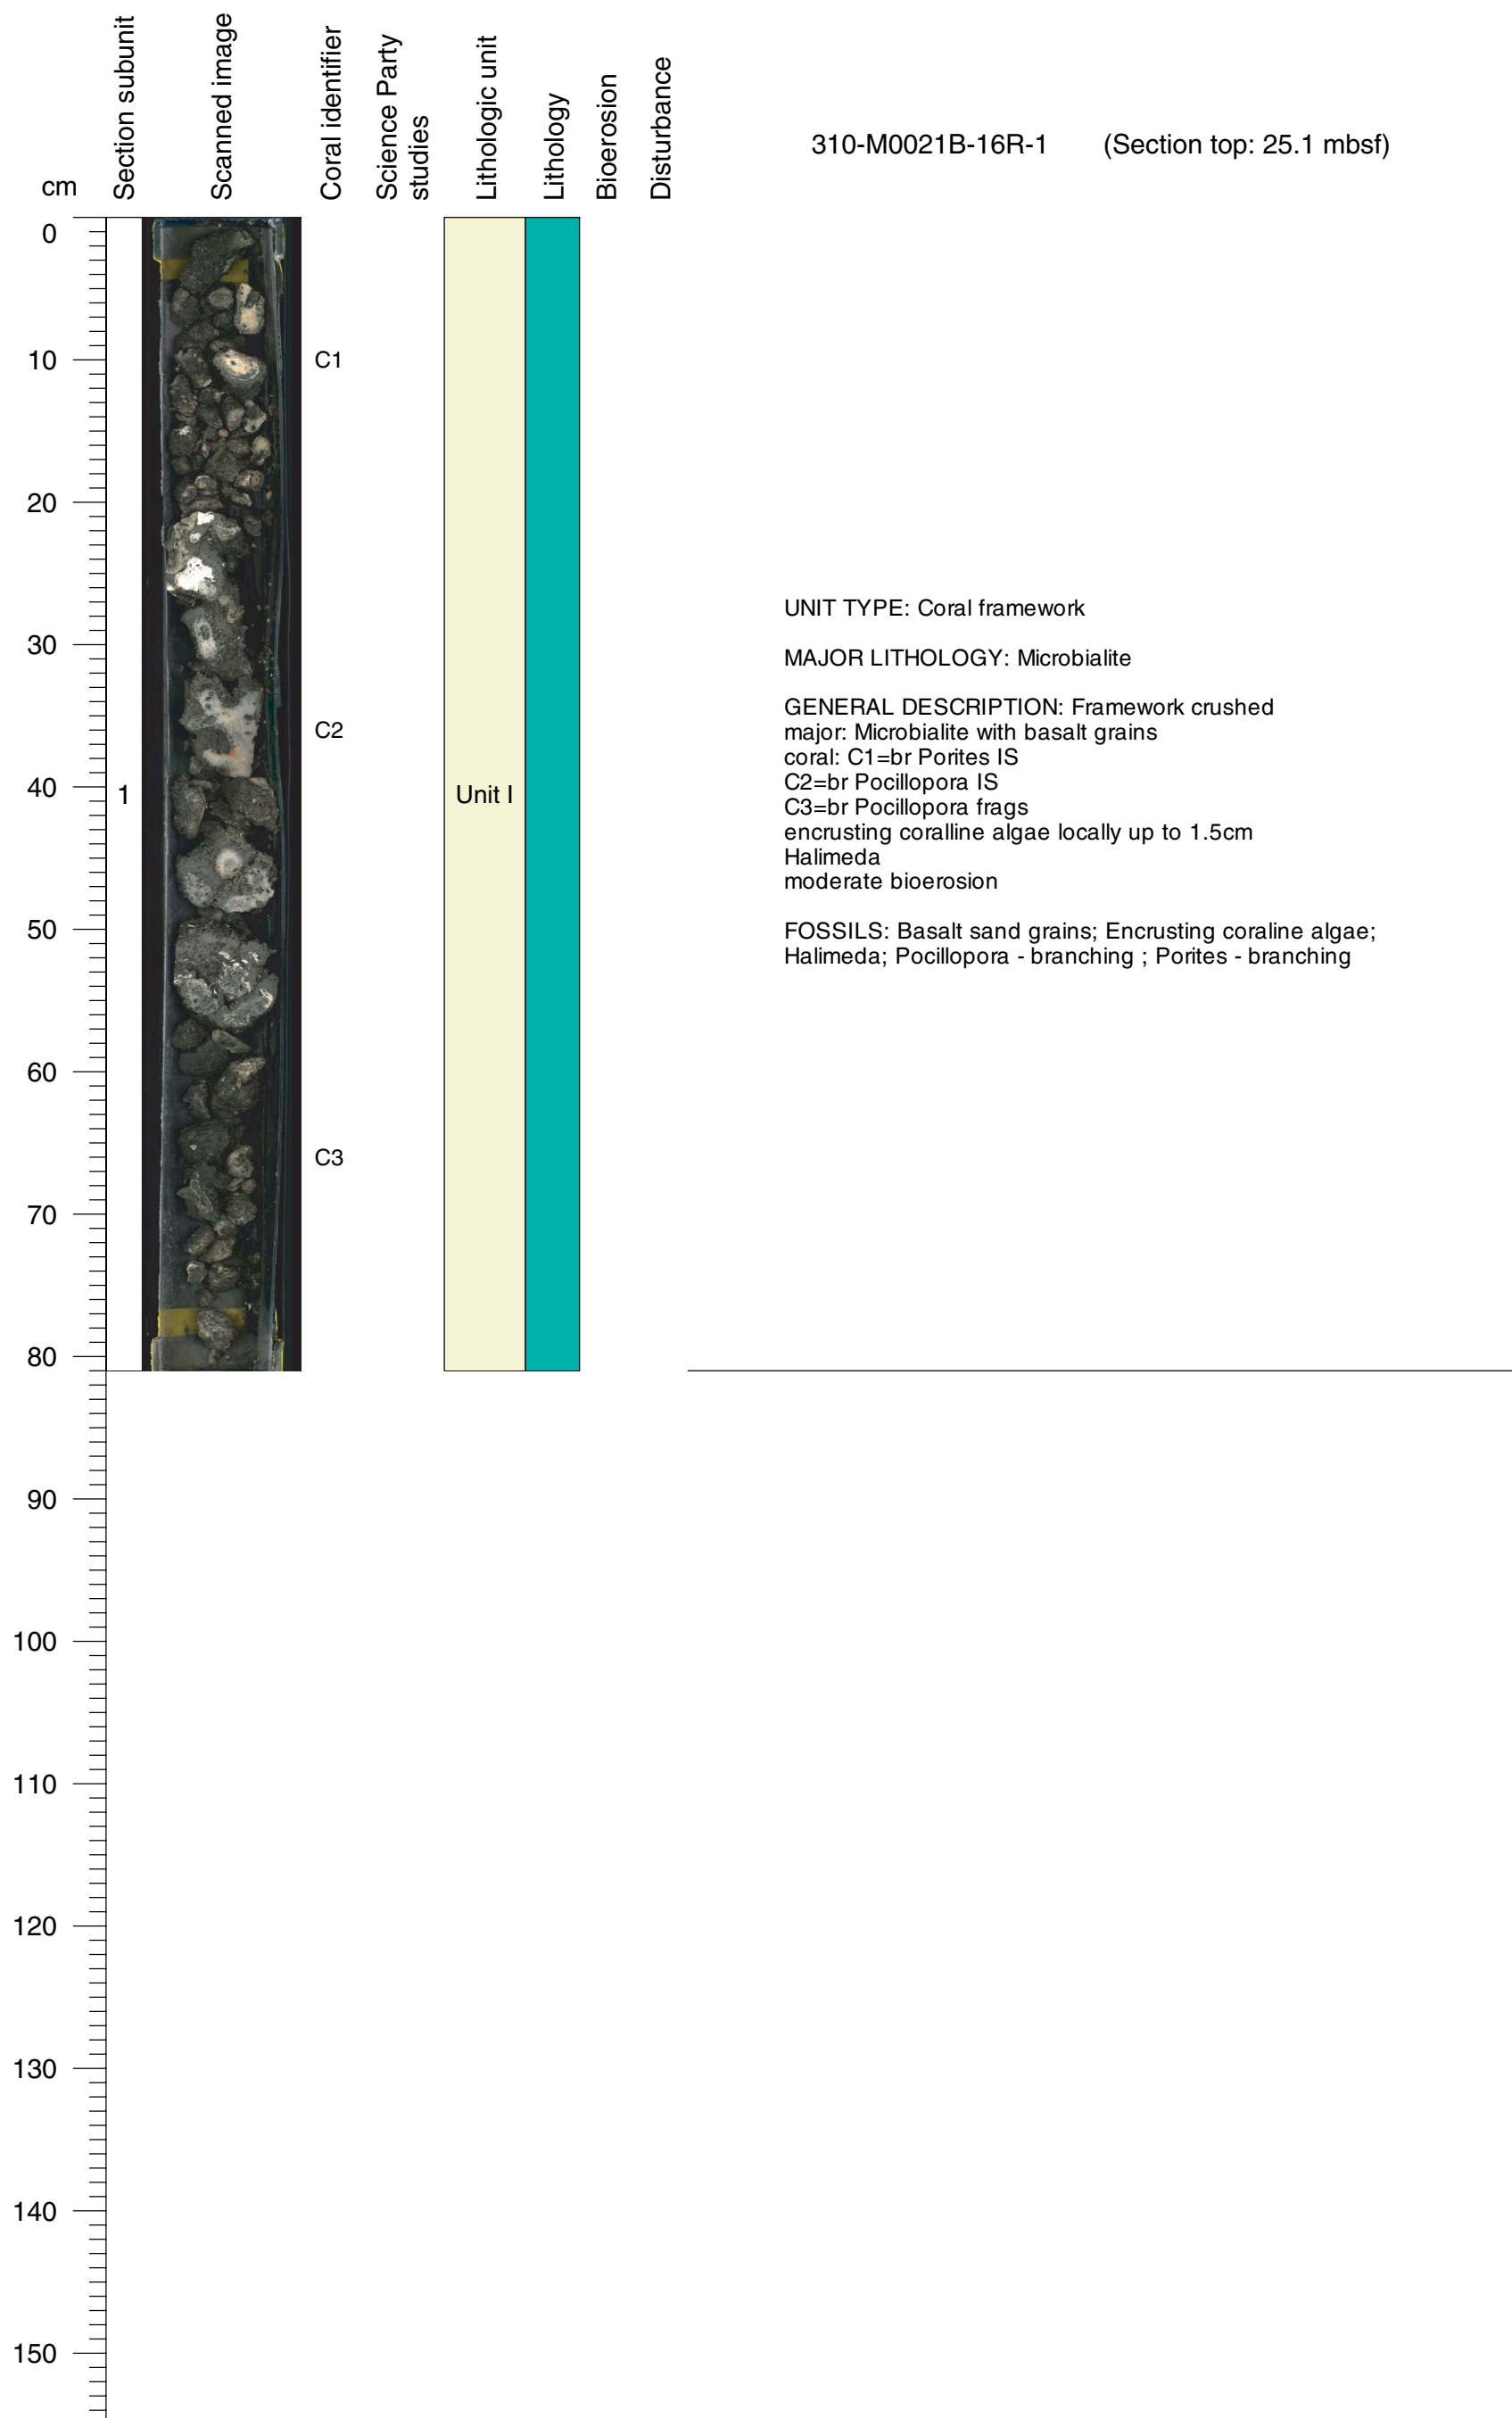 Section subunit
Scanned image
Coral identifier
Science Party
studies
Lithologic unit
Lithology
Bioerosion
Disturbance
310-M0021B-16R-1 (Section top: 25.1 mbsf)
cm
0
10
C1
20
UNIT TYPE: Coral framework
30
MAJOR LITHOLOGY: Microbialite
GENERAL DESCRIPTION: Framework crushed
major: Microbialite with basalt grains
C2
coral: C1=br Porites IS
C2=br Pocillopora IS
40
1
Unit I
C3=br Pocillopora frags
encrusting coralline algae locally up to 1.5cm
Halimeda
moderate bioerosion
50
FOSSILS: Basalt sand grains; Encrusting coraline algae;
Halimeda; Pocillopora - branching ; Porites - branching
60
C3
70
80
90
100
110
120
130
140
150